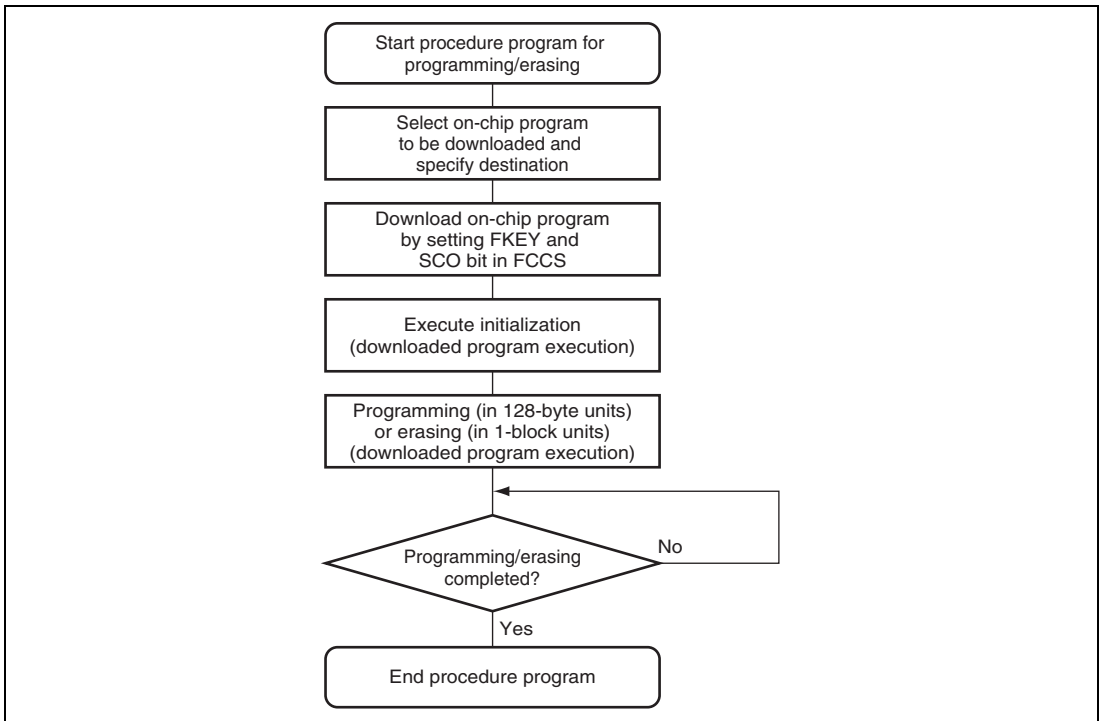 Start procedure program for
programming/erasing
Select on-chip program
to be downloaded and
specify destination
Download on-chip program
by setting FKEY and
SCO bit in FCCS
Execute initialization
(downloaded program execution)
Programming (in 128-byte units)
or erasing (in 1-block units)
(downloaded program execution)
No
Programming/erasing
completed?
Yes
End procedure program